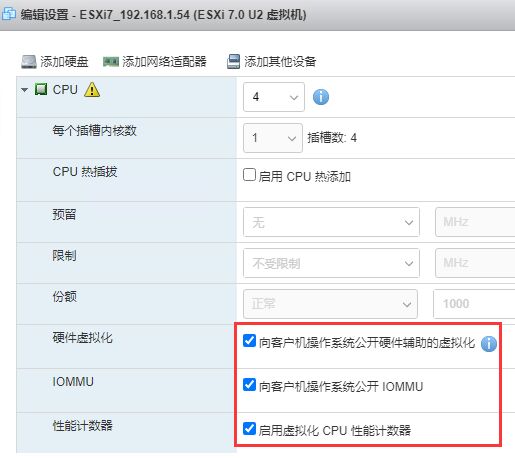 编辑设置 - ESXi7_192.168.1.54 (ESXi 7.0 U2 虚拟机)
添加硬盘 添加网络适配器 添加其他设备
CPU 4
每个插槽内核数 1 插槽数: 4
CPU 热插拔 启用 CPU 热添加
预留 无 MHz
限制 不受限制 MHz
份额 正常 1000
硬件虚拟化 向客户机操作系统公开硬件辅助的虚拟化
IOMMU 向客户机操作系统公开 IOMMU
性能计数器 启用虚拟化 CPU 性能计数器